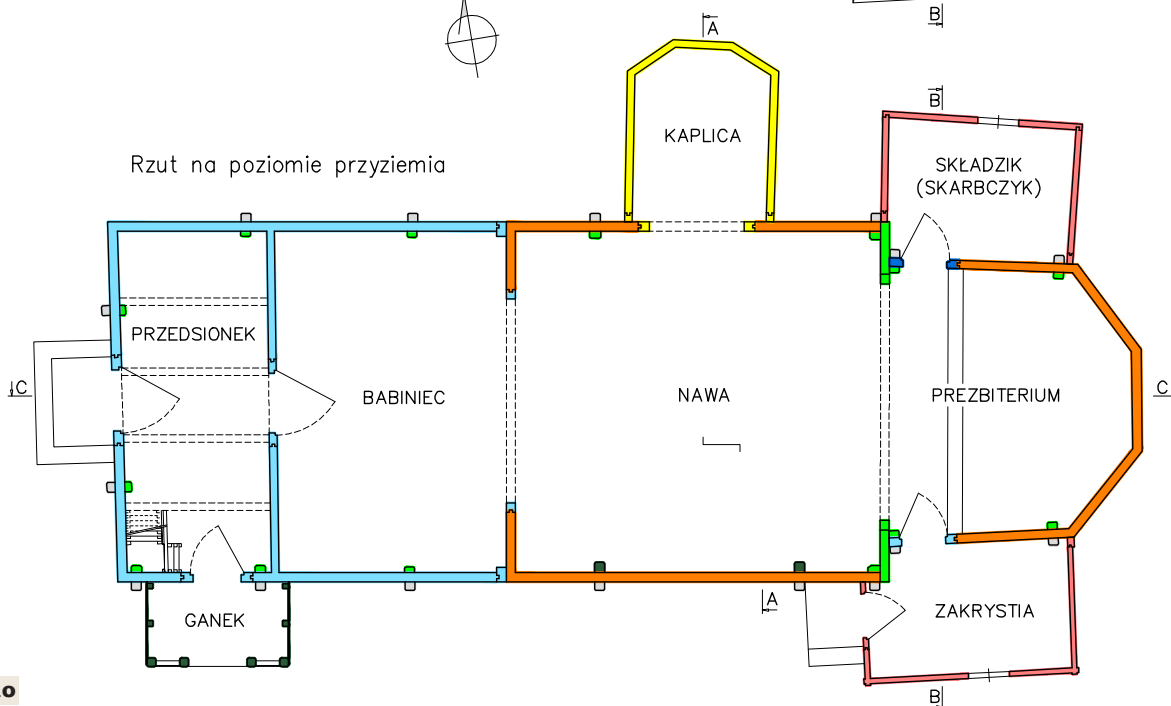 B
A
B
KAPLICA
Rzut na poziomie przyziemia
SKŁADZIK
(SKARBCZYK)
PRZEDSIONEK
C
BABINIEC
NAWA
PREZBITERIUM
C
A
GANEK
ZAKRYSTIA
B